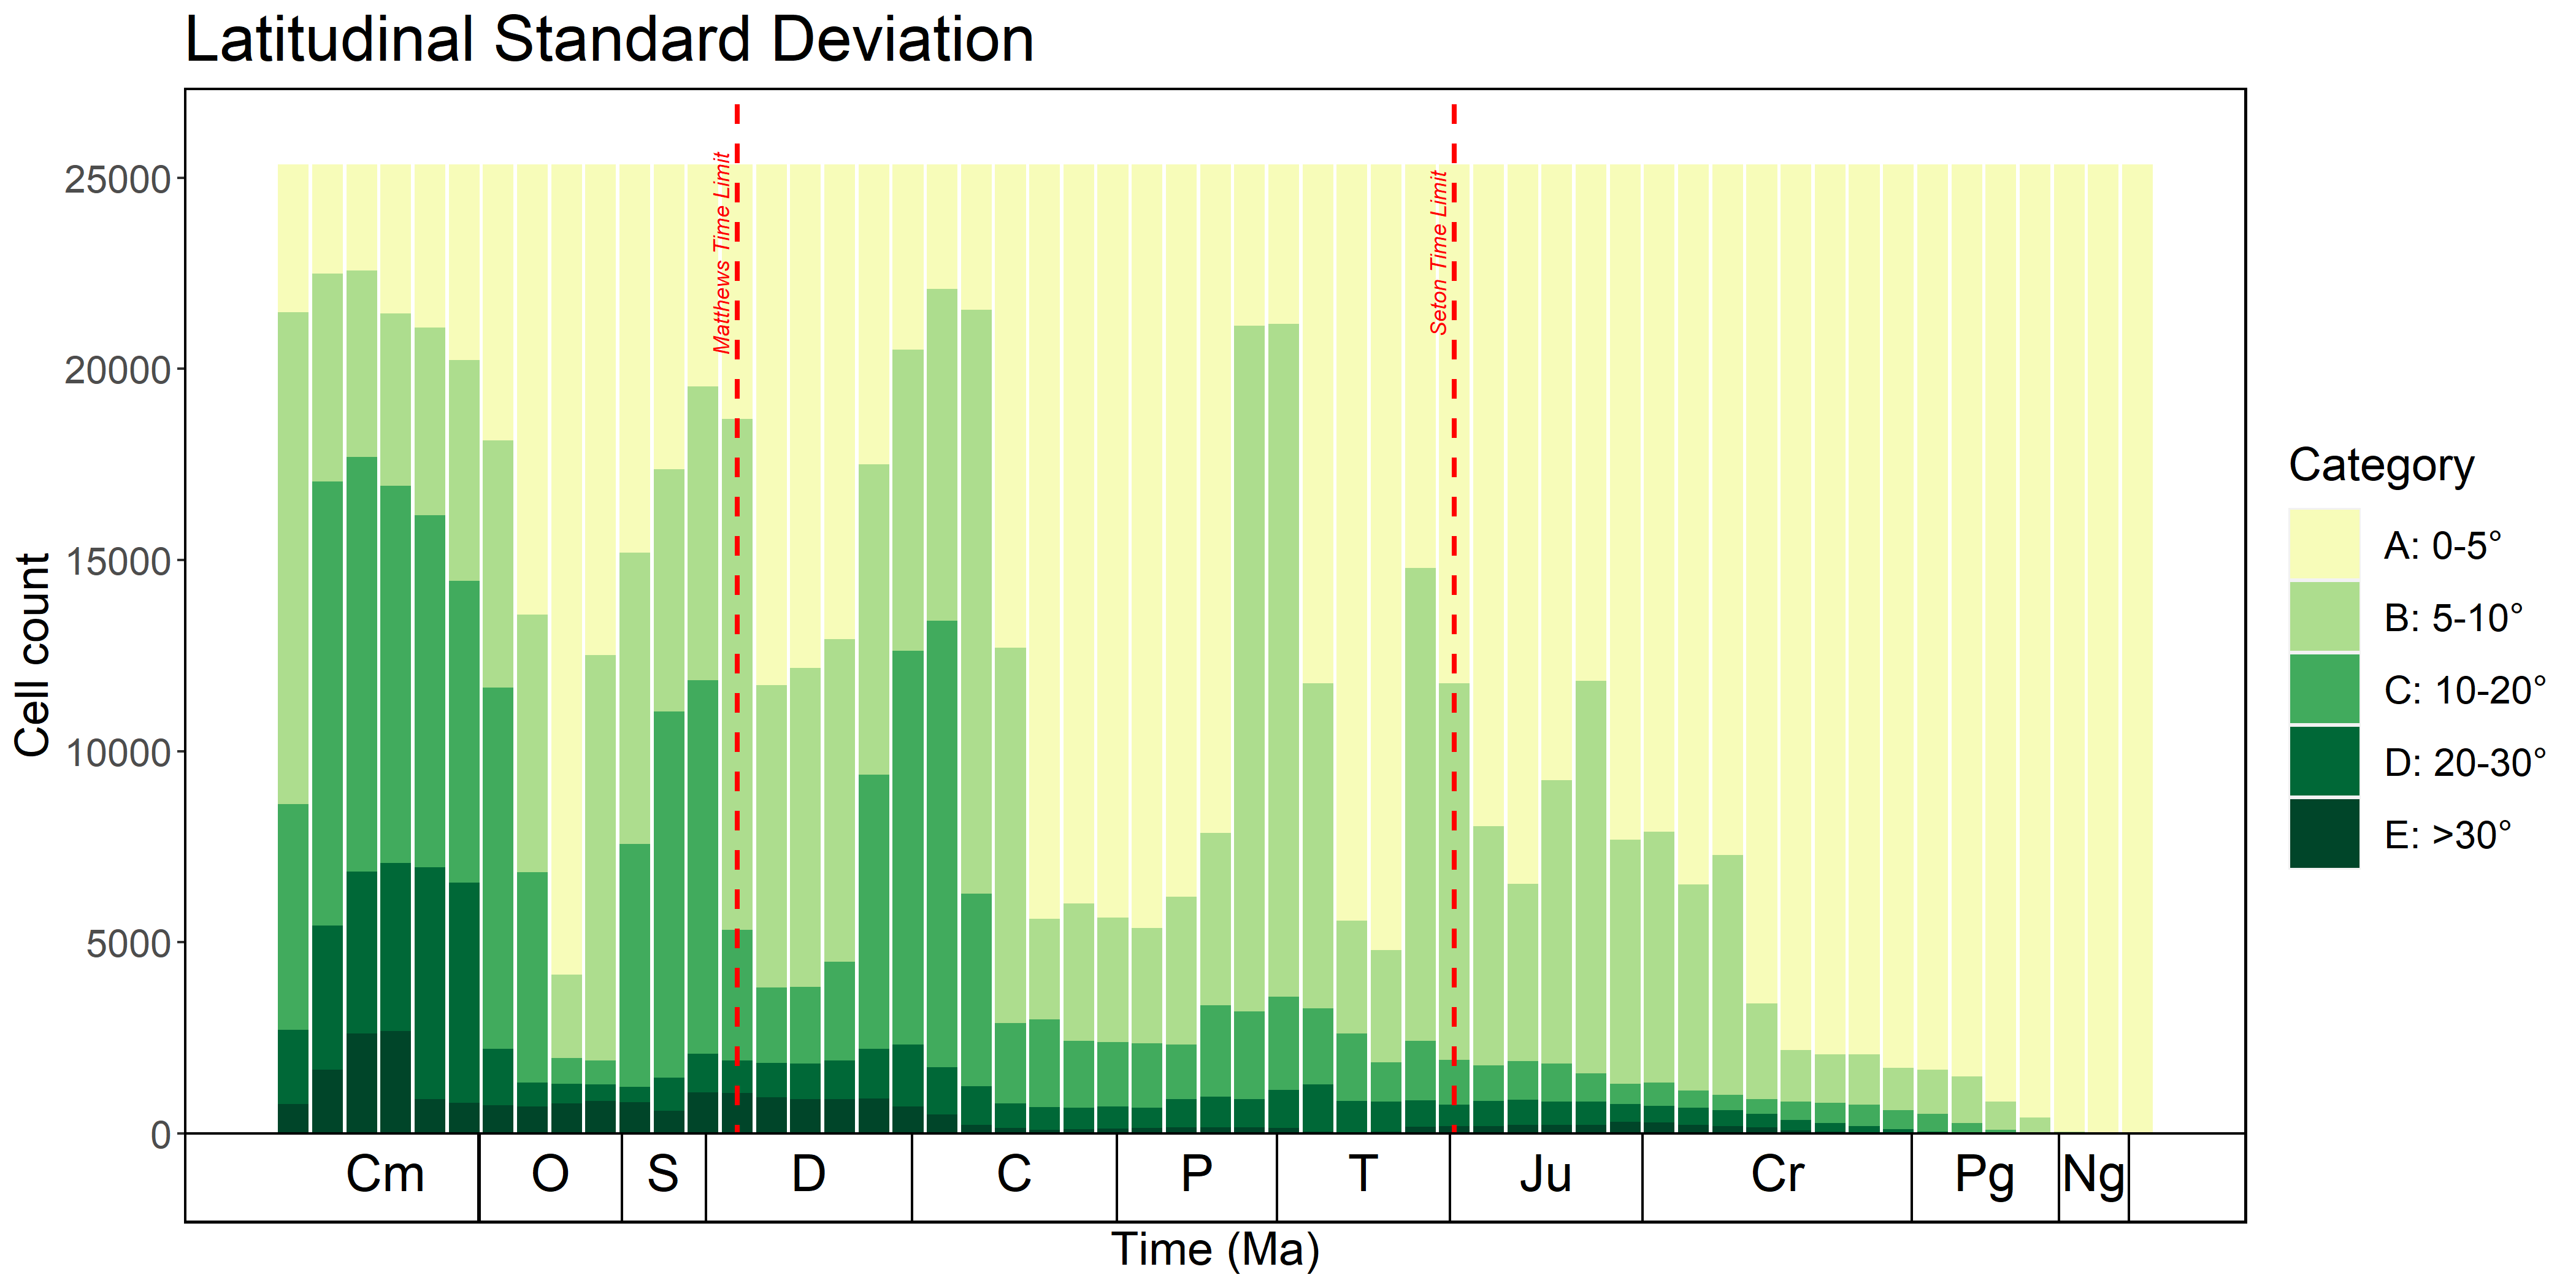 Latitudinal Standard Deviation
Cell count
25000
20000
15000
10000
5000
0
Matthews Time Limit
Seton Time Limit
Cm O S D C P T Ju Cr Pg Ng
Time (Ma)
Category
A: 0-5°
B: 5-10°
C: 10-20°
D: 20-30°
E: >30°